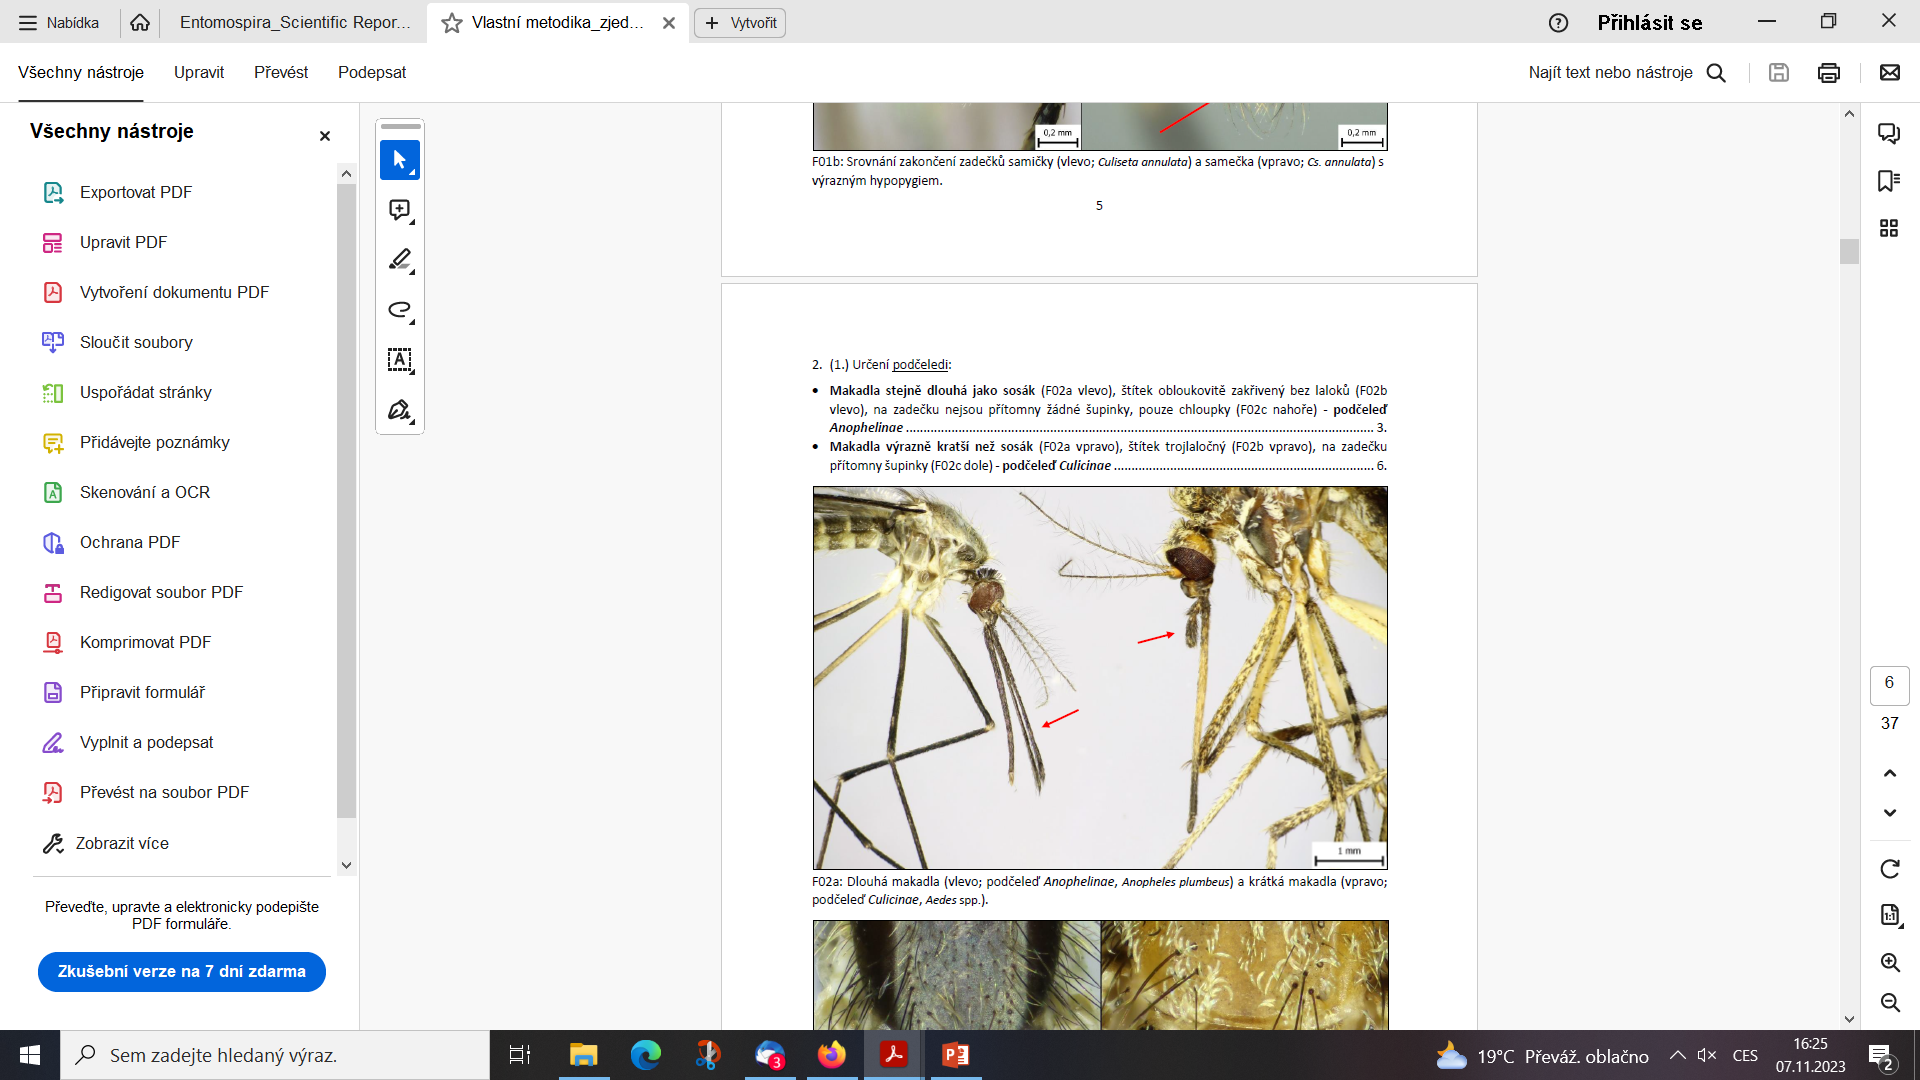 Nabídka
Entomospira_Scientific Repor...
Vlastní metodika_zjed...
Vytvořit
Přihlásit se
Všechny nástroje
Upravit
Převést
Podepsat
Najít text nebo nástroje
Všechny nástroje
Exportovat PDF
Upravit PDF
Vytvoření dokumentu PDF
Sloučit soubory
Uspořádat stránky
Přidávejte poznámky
Skenování a OCR
Ochrana PDF
Redigovat soubor PDF
Komprimovat PDF
Připravit formulář
Vyplnit a podepsat
Převést na soubor PDF
Zobrazit více
Převeďte, upravte a elektronicky podepište
PDF formuláře.
Zkušební verze na 7 dní zdarma
0,2 mm
0,2 mm
F01b: Srovnání zakončení zadečků samičky (vlevo; Culiseta annulata) a samečka (vpravo; Cs. annulata) s
výrazným hypopygiem.
5
2. (1.) Určení podčeledi:
• Makadla stejně dlouhá jako sosák (F02a vlevo), štítek obloukovitě zakřivený bez laloků (F02b
vlevo), na zadečku nejsou přítomny žádné šupinky, pouze chloupky (F02c nahoře) - podčeleď
Anophelinae ........................................................ 3.
• Makadla výrazně kratší než sosák (F02a vpravo), štítek trojlaločný (F02b vpravo), na zadečku
přítomny šupinky (F02c dole) - podčeleď Culicinae ........................................................ 6.
1 mm
F02a: Dlouhá makadla (vlevo; podčeleď Anophelinae, Anopheles plumbeus) a krátká makadla (vpravo;
podčeleď Culicinae, Aedes spp.).
6
37
1:1
Sem zadejte hledaný výraz.
3
19°C Převáž. oblačno
CES
16:25
07.11.2023
2